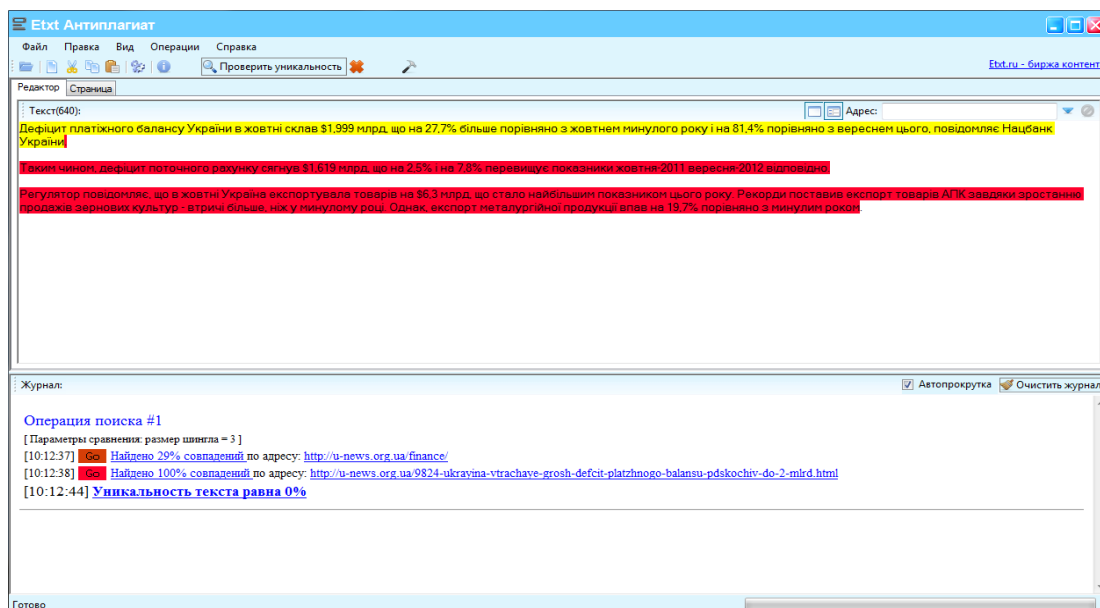 Etxt Антиплагиат
Файл Правка Вид Операции Справка
Проверить уникальность
Etxt.ru - биржа контент
Редактор Страница
Текст(640): Адрес:
Дефіцит платіжного балансу України в жовтні склав $1,999 млрд, що на 27,7% більше порівняно з жовтнем минулого року і на 81,4% порівняно з вереснем цього, повідомляє Нацбанк
України.
Таким чином, дефіцит поточного рахунку сягнув $1,619 млрд, що на 2,5% і на 7,8% перевищує показники жовтня-2011 вересня-2012 відповідно.
Регулятор повідомляє, що в жовтні Україна експортувала товарів на $6,3 млрд, що стало найбільшим показником цього року. Рекорди поставив експорт товарів АПК завдяки зростанню
продажів зернових культур - втричі більше, ніж у минулому році. Однак, експорт металургійної продукції впав на 19,7% порівняно з минулим роком.
Журнал: Автопрокрутка Очистить журнал
Операция поиска #1
[ Параметры сравнения: размер шингла = 3 ]
[10:12:37] Go Найдено 29% совпадений по адресу: http://u-news.org.ua/finance/
[10:12:38] Go Найдено 100% совпадений по адресу: http://u-news.org.ua/9824-ukravina-vtrachaye-grosh-defcit-platzhnogo-balansu-pdskochiv-do-2-mlrd.html
[10:12:44] Уникальность текста равна 0%
Готово